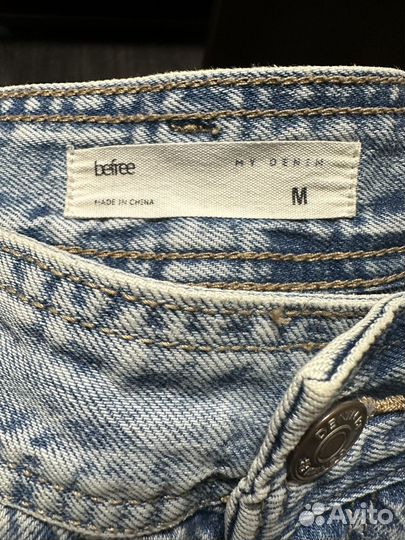 befree
MY DENIM
MADE IN CHINA
M
DENIM
Avito